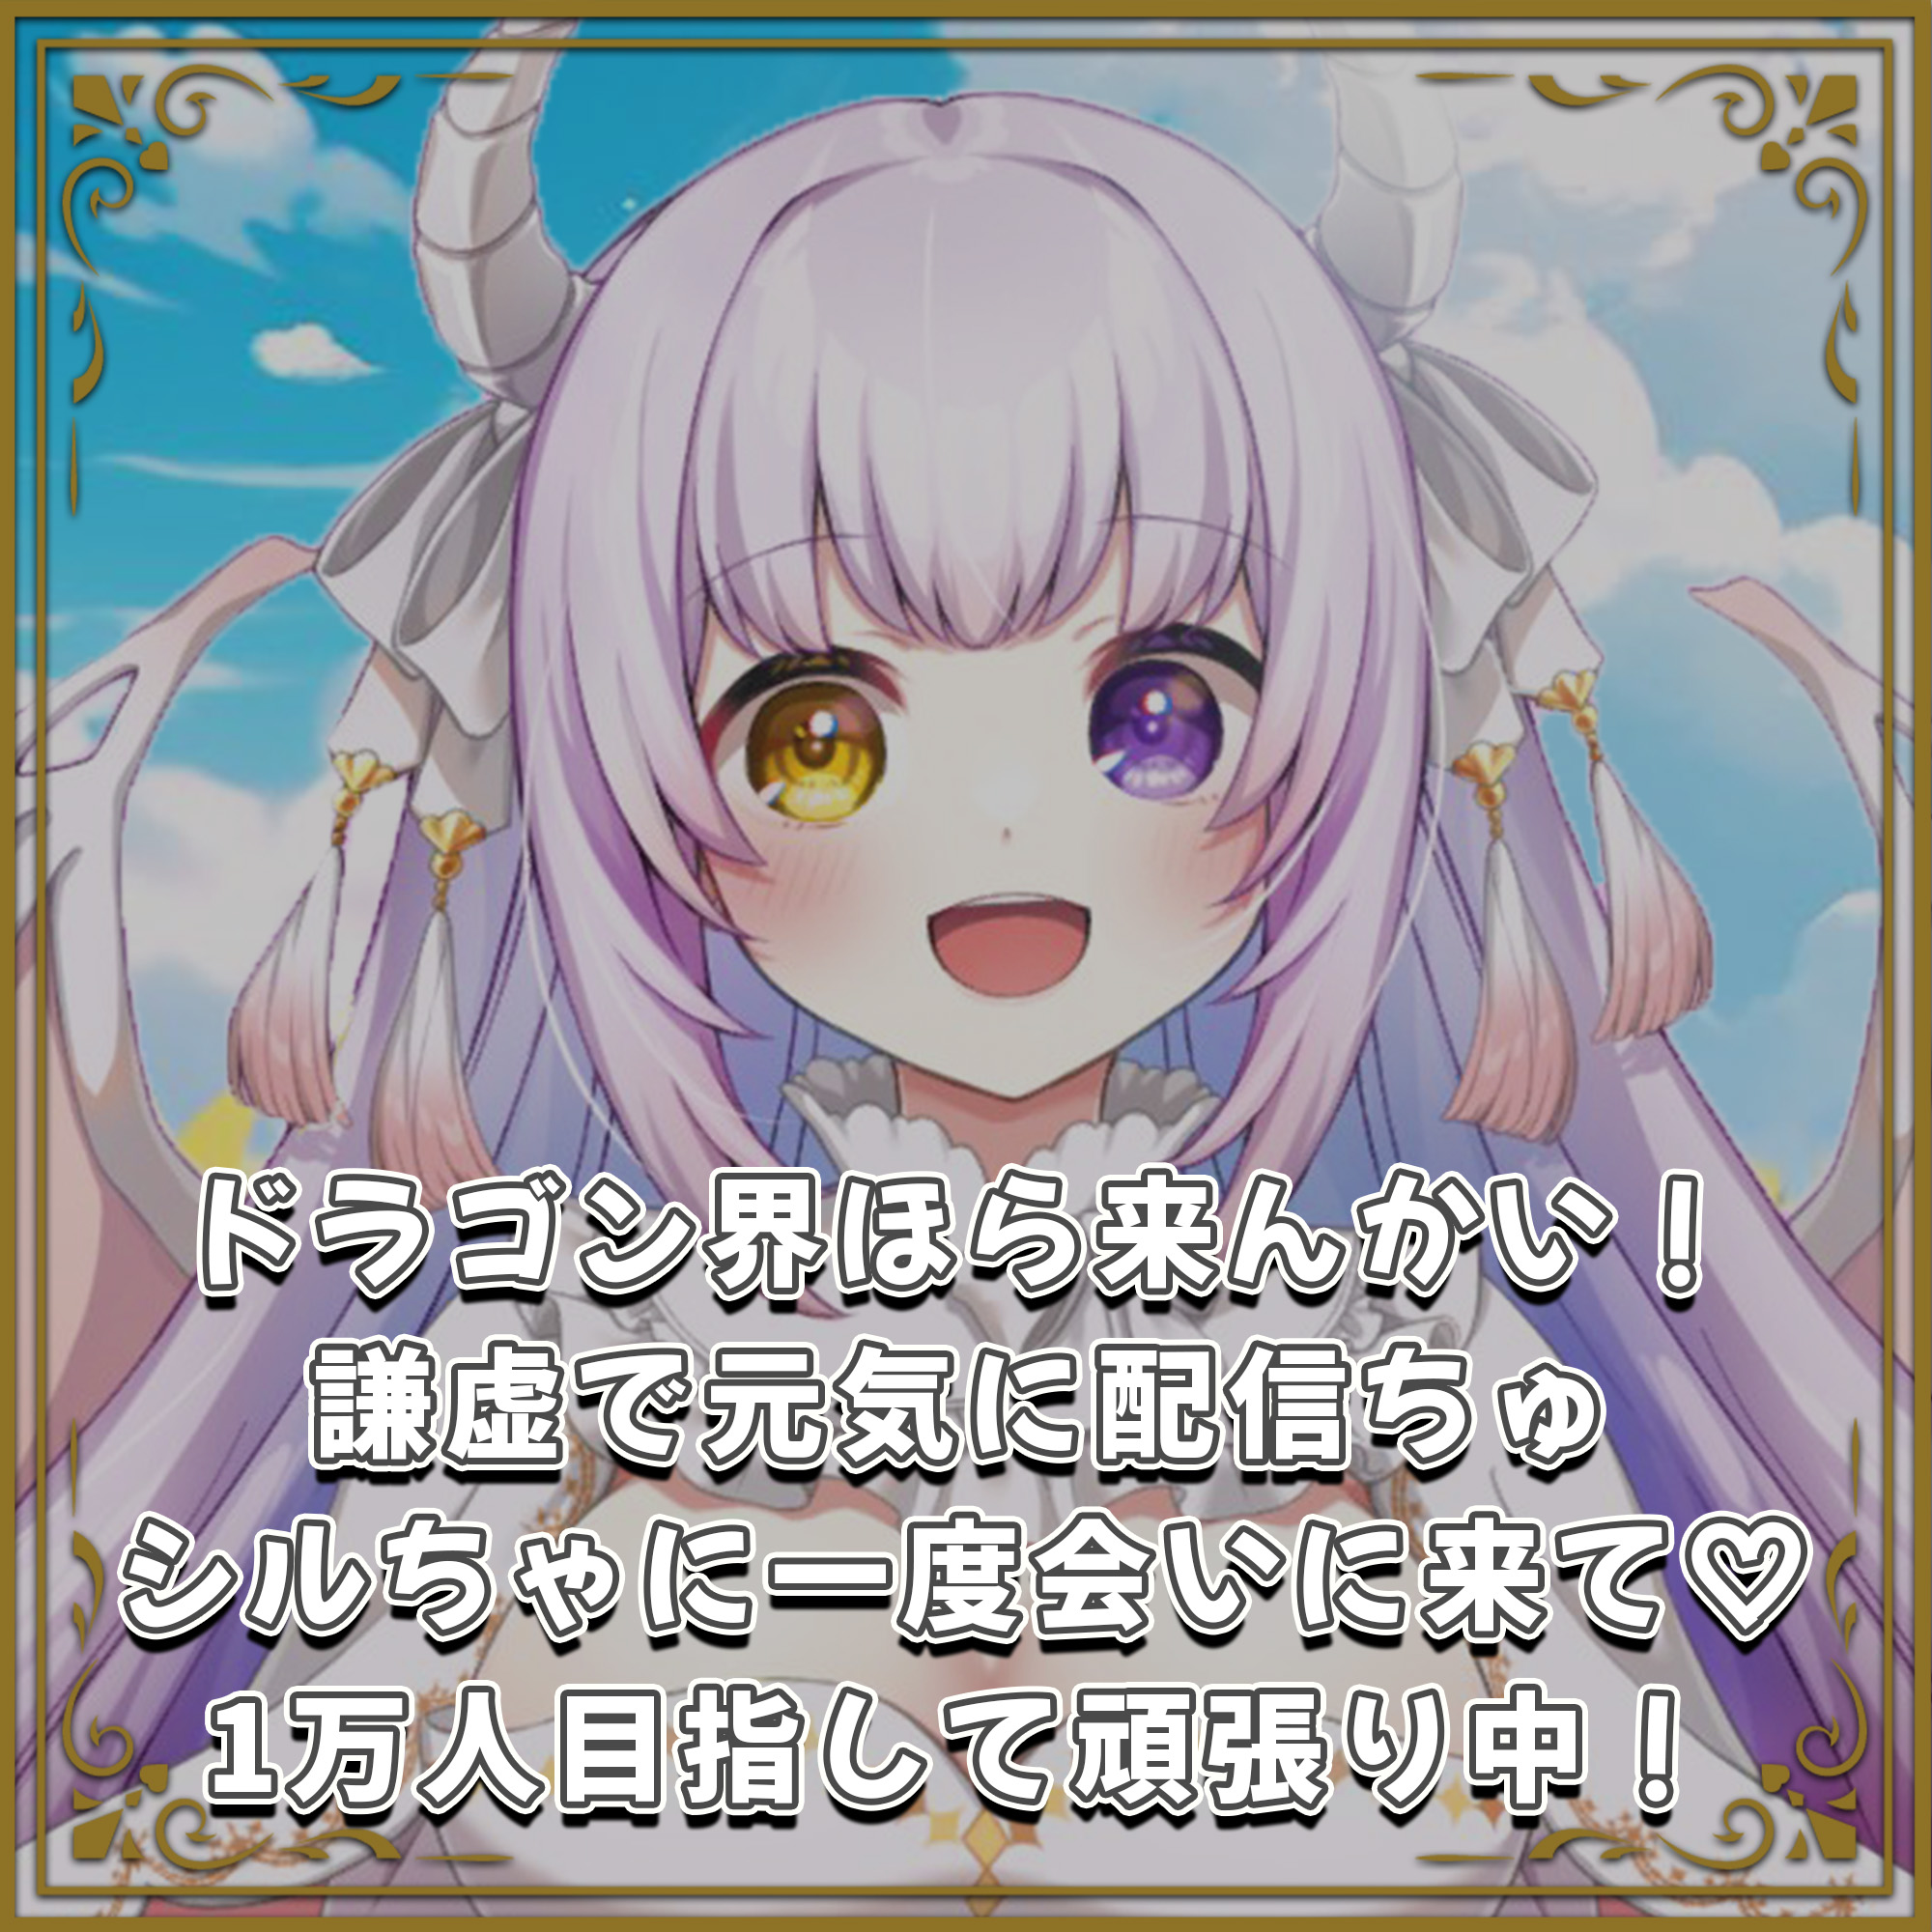 ドラゴン界ほら来んかい！
謙虚で元気に配信ちゅ
シルちゃに一度会いに来て♡
1万人目指して頑張り中！